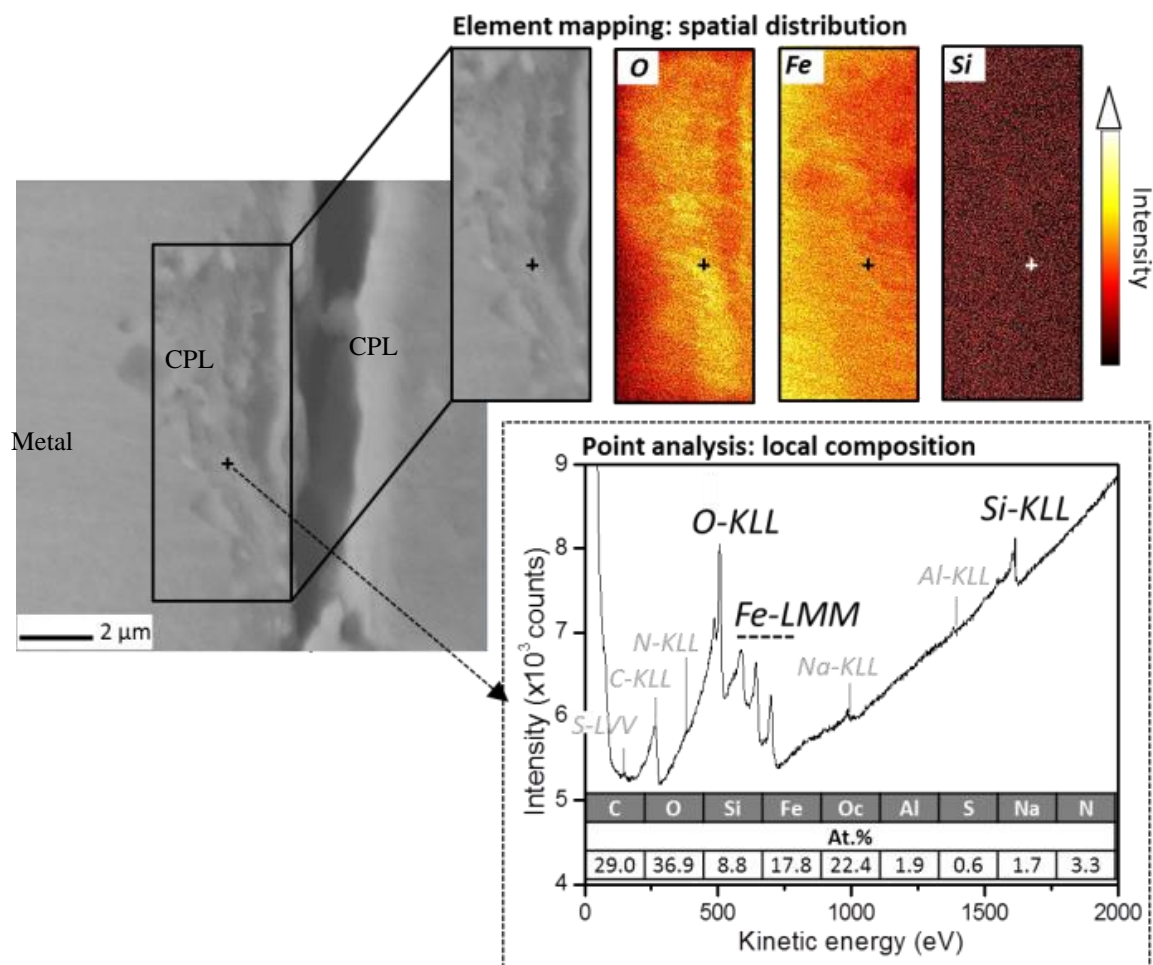 Element mapping: spatial distribution
O
Fe
Si
Intensity
CPL
CPL
Metal
2 µm
Point analysis: local composition
Intensity (x10³ counts)
9
8
7
6
5
4
O-KLL
Si-KLL
Al-KLL
Fe-LMM
N-KLL
Na-KLL
C-KLL
S-LVV
C O Si Fe Oc Al S Na N
At.%
29.0 36.9 8.8 17.8 22.4 1.9 0.6 1.7 3.3
0 500 1000 1500 2000
Kinetic energy (eV)